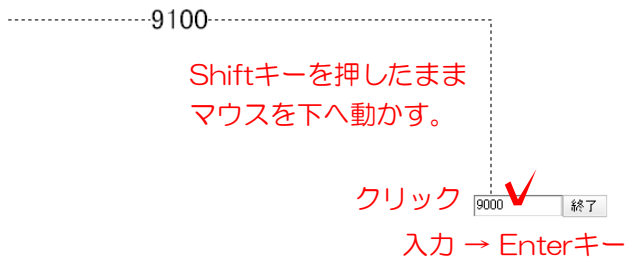 9100
Shiftキーを押したまま
マウスを下へ動かす。
クリック 9000 終了
入力 → Enterキー